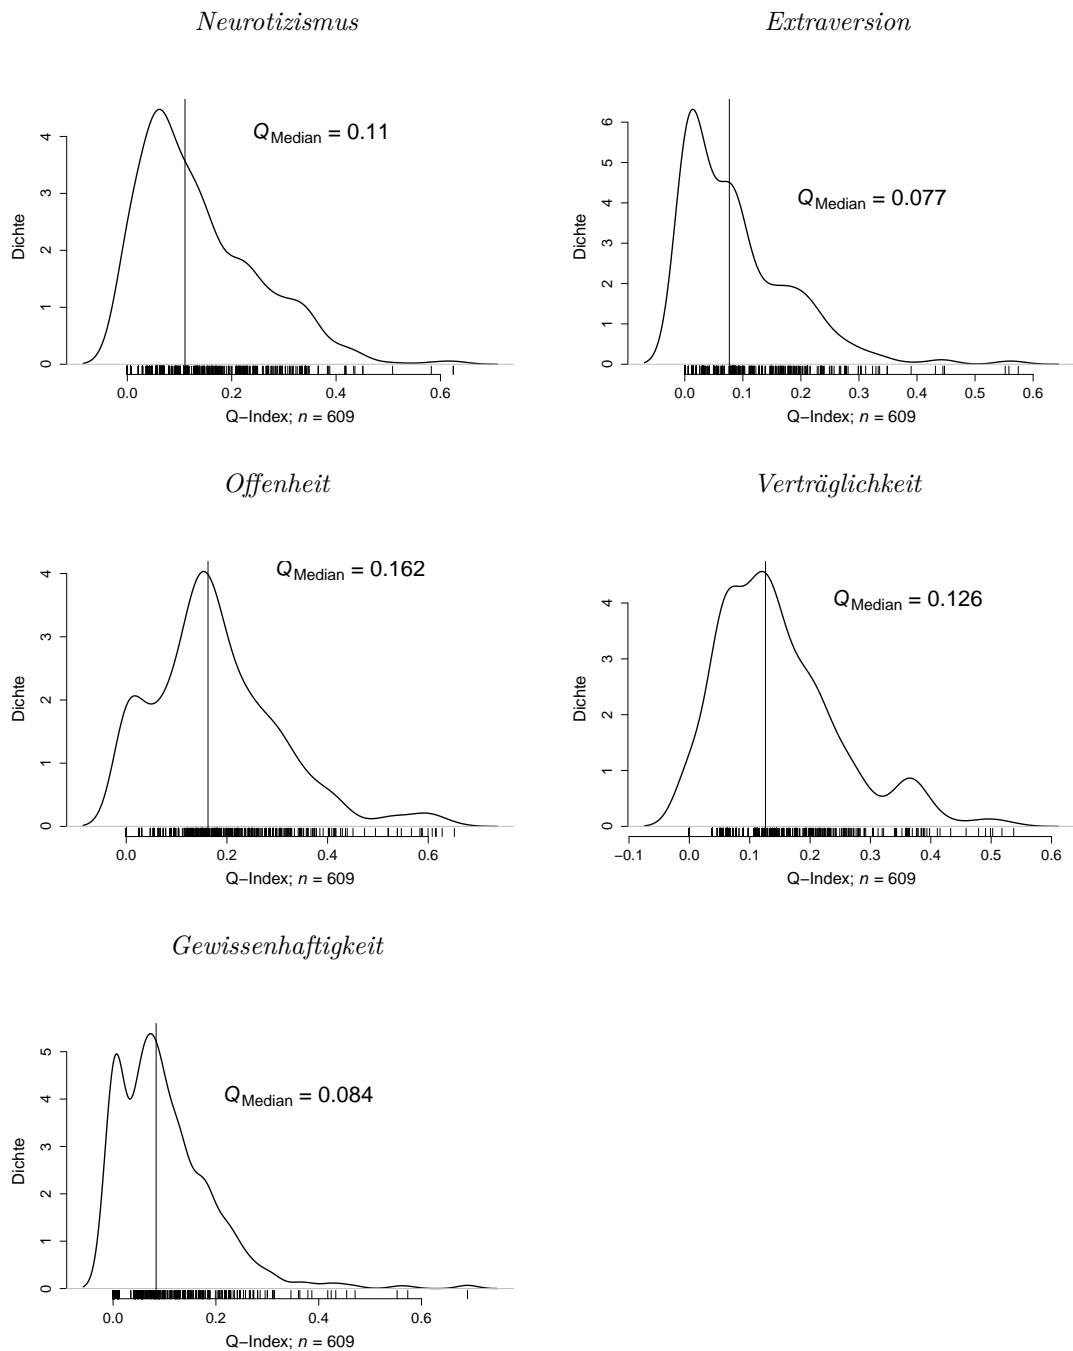 Neurotizismus
Q_Median = 0.11
Dichte
4
3
2
1
0
0.0 0.2 0.4 0.6
Q−Index; n = 609
Extraversion
Q_Median = 0.077
Dichte
6
5
4
3
2
1
0
0.0 0.1 0.2 0.3 0.4 0.5 0.6
Q−Index; n = 609
Offenheit
Q_Median = 0.162
Dichte
4
3
2
1
0
0.0 0.2 0.4 0.6
Q−Index; n = 609
Verträglichkeit
Q_Median = 0.126
Dichte
4
3
2
1
0
−0.1 0.0 0.1 0.2 0.3 0.4 0.5 0.6
Q−Index; n = 609
Gewissenhaftigkeit
Q_Median = 0.084
Dichte
5
4
3
2
1
0
0.0 0.2 0.4 0.6
Q−Index; n = 609